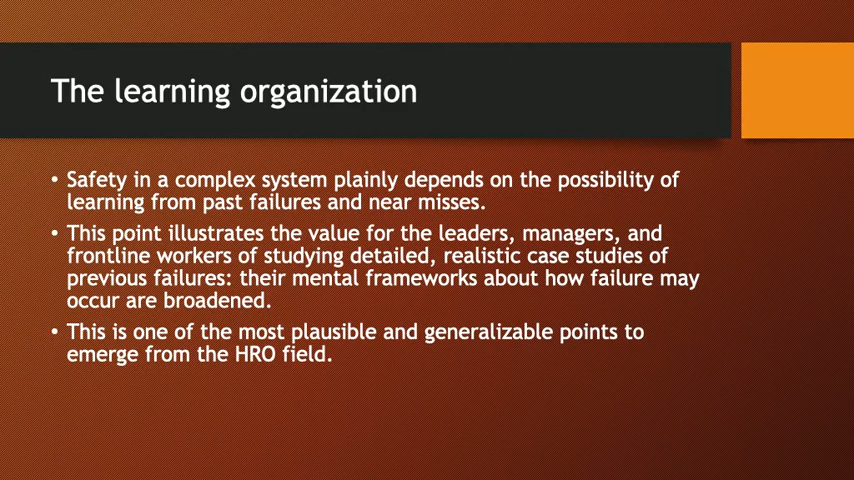 The learning organization
• Safety in a complex system plainly depends on the possibility of
learning from past failures and near misses.
• This point illustrates the value for the leaders, managers, and
frontline workers of studying detailed, realistic case studies of
previous failures: their mental frameworks about how failure may
occur are broadened.
• This is one of the most plausible and generalizable points to
emerge from the HRO field.